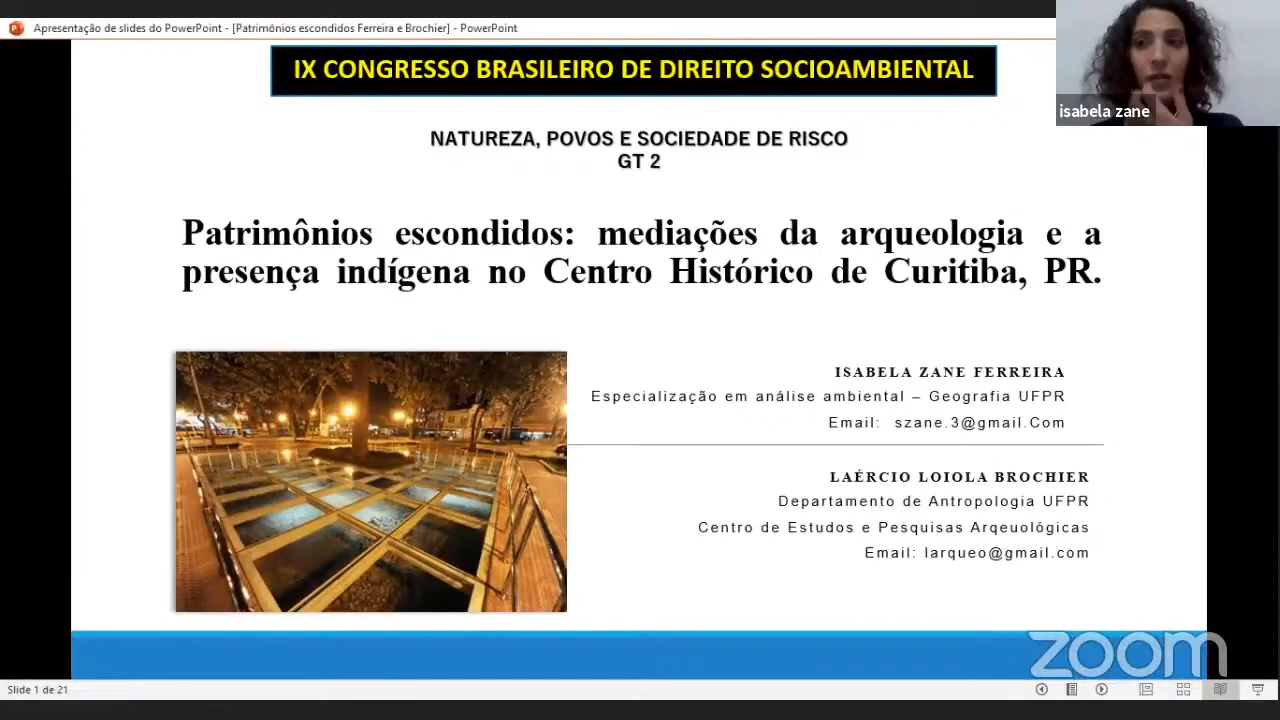 Apresentação de slides do PowerPoint - [Patrimônios escondidos Ferreira e Brochier] - PowerPoint
isabela zane
IX CONGRESSO BRASILEIRO DE DIREITO SOCIOAMBIENTAL
NATUREZA, POVOS E SOCIEDADE DE RISCO
GT 2
Patrimônios escondidos: mediações da arqueologia e a
presença indígena no Centro Histórico de Curitiba, PR.
ISABELA ZANE FERREIRA
Especialização em análise ambiental – Geografia UFPR
Email: szane.3@gmail.Com
LAÉRCIO LOIOLA BROCHIER
Departamento de Antropologia UFPR
Centro de Estudos e Pesquisas Arqeuológicas
Email: larqueo@gmail.com
zoom
Slide 1 de 21